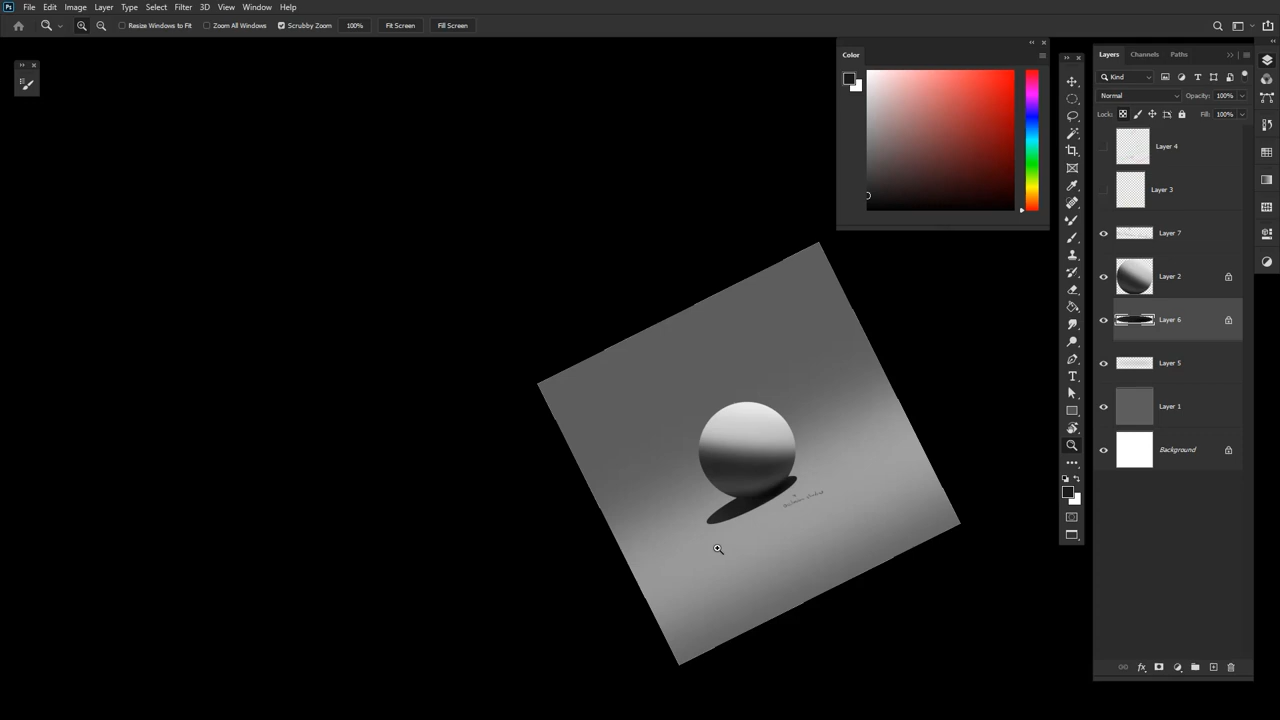 File Edit Image Layer Type Select Filter 3D View Window Help
Resize Windows to Fit Zoom All Windows Scrubby Zoom 100% Fit Screen Fill Screen
Color
Layers Channels Paths
Kind
Normal Opacity: 100%
Lock: Fill: 100%
Layer 4
Layer 3
Layer 7
Layer 2
Layer 6
Layer 5
Layer 1
Background